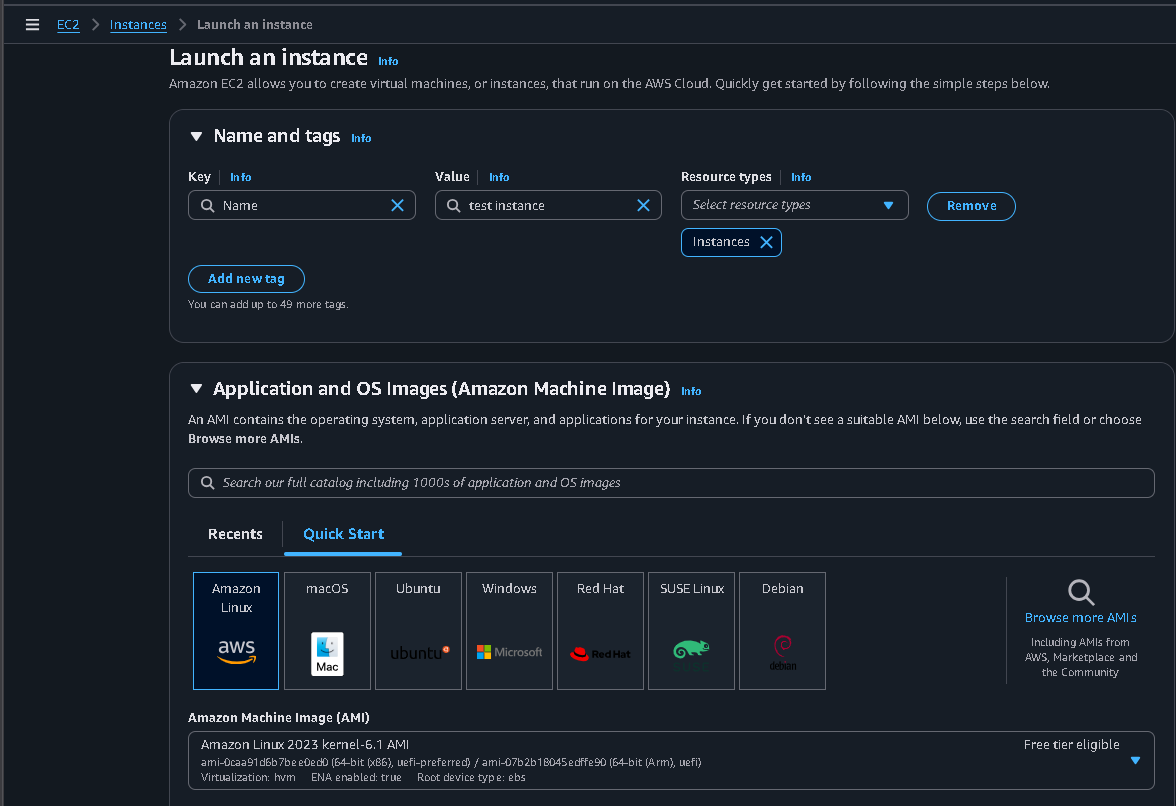 EC2 > Instances > Launch an instance
Launch an instance Info
Amazon EC2 allows you to create virtual machines, or instances, that run on the AWS Cloud. Quickly get started by following the simple steps below.
Name and tags Info
Key Info Value Info Resource types Info
Name test instance Select resource types Remove
Instances
Add new tag
You can add up to 49 more tags.
Application and OS Images (Amazon Machine Image) Info
An AMI contains the operating system, application server, and applications for your instance. If you don't see a suitable AMI below, use the search field or choose
Browse more AMIs.
Search our full catalog including 1000s of application and OS images
Recents Quick Start
Amazon Linux
aws
macOS
Mac
Ubuntu
ubuntu
Windows
Microsoft
Red Hat
Red Hat
SUSE Linux
Debian
debian
Browse more AMIs
Including AMIs from
AWS, Marketplace and
the Community
Amazon Machine Image (AMI)
Amazon Linux 2023 kernel-6.1 AMI Free tier eligible
ami-0caa91d6b7bee0ed0 (64-bit (x86), uefi-preferred) / ami-07b2b18045edffe90 (64-bit (Arm), uefi)
Virtualization: hvm ENA enabled: true Root device type: ebs